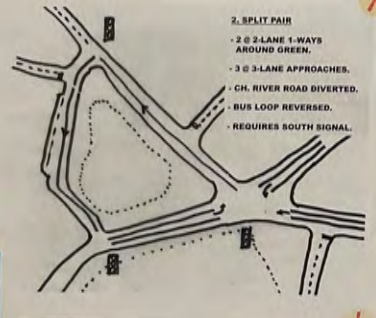 2. SPLIT PAIR
- 2 @ 2-LANE 1-WAYS
AROUND GREEN.
- 3 @ 3-LANE APPROACHES.
- CH. RIVER ROAD DIVERTED.
- BUS LOOP REVERSED.
- REQUIRES SOUTH SIGNAL.